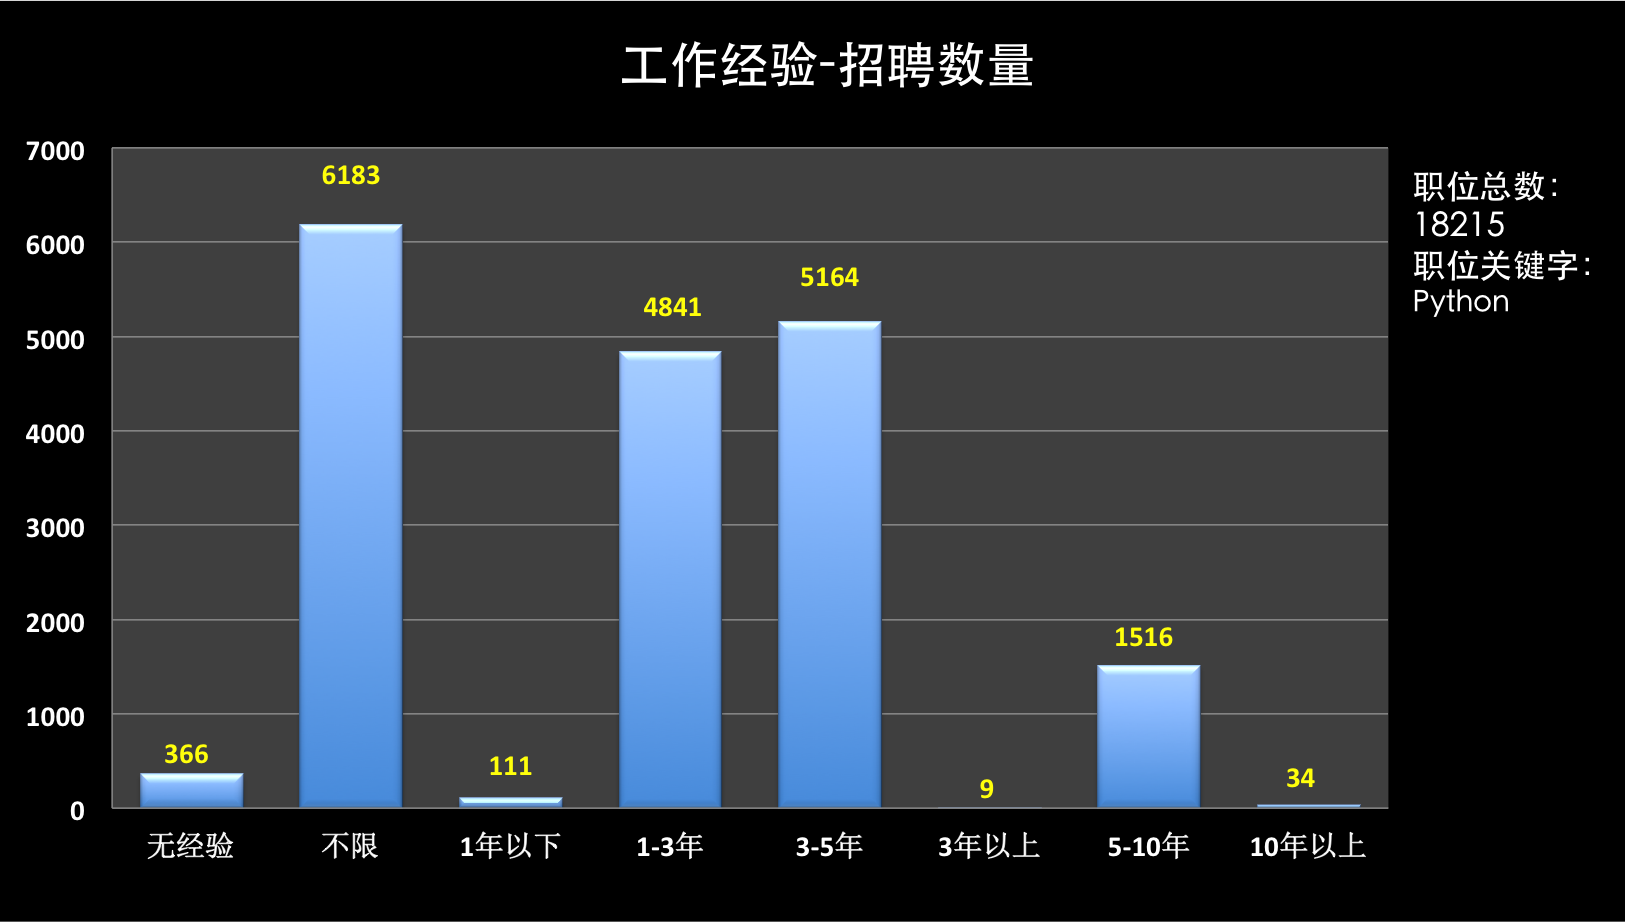 工作经验-招聘数量
7000
6000
5000
4000
3000
2000
1000
0
366
6183
111
4841
5164
9
1516
34
无经验
不限
1年以下
1-3年
3-5年
3年以上
5-10年
10年以上
职位总数：
18215
职位关键字：
Python